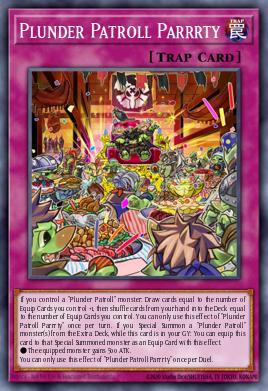 PLUNDER PATROLL PARRRTY
TRAP
罠
[TRAP CARD]
If you control a "Plunder Patroll" monster: Draw cards equal to the number of
Equip Cards you control +1, then shuffle cards from your hand into the Deck equal
to the number of Equip Cards you control. You can only use this effect of "Plunder
Patroll Parrrty" once per turn. If you Special Summon a "Plunder Patroll"
monster(s) from the Extra Deck, while this card is in your GY: You can equip this
card to that Special Summoned monster as an Equip Card with this effect.
●The equipped monster gains 500 ATK.
You can only use this effect of "Plunder Patroll Parrrty" once per Duel.